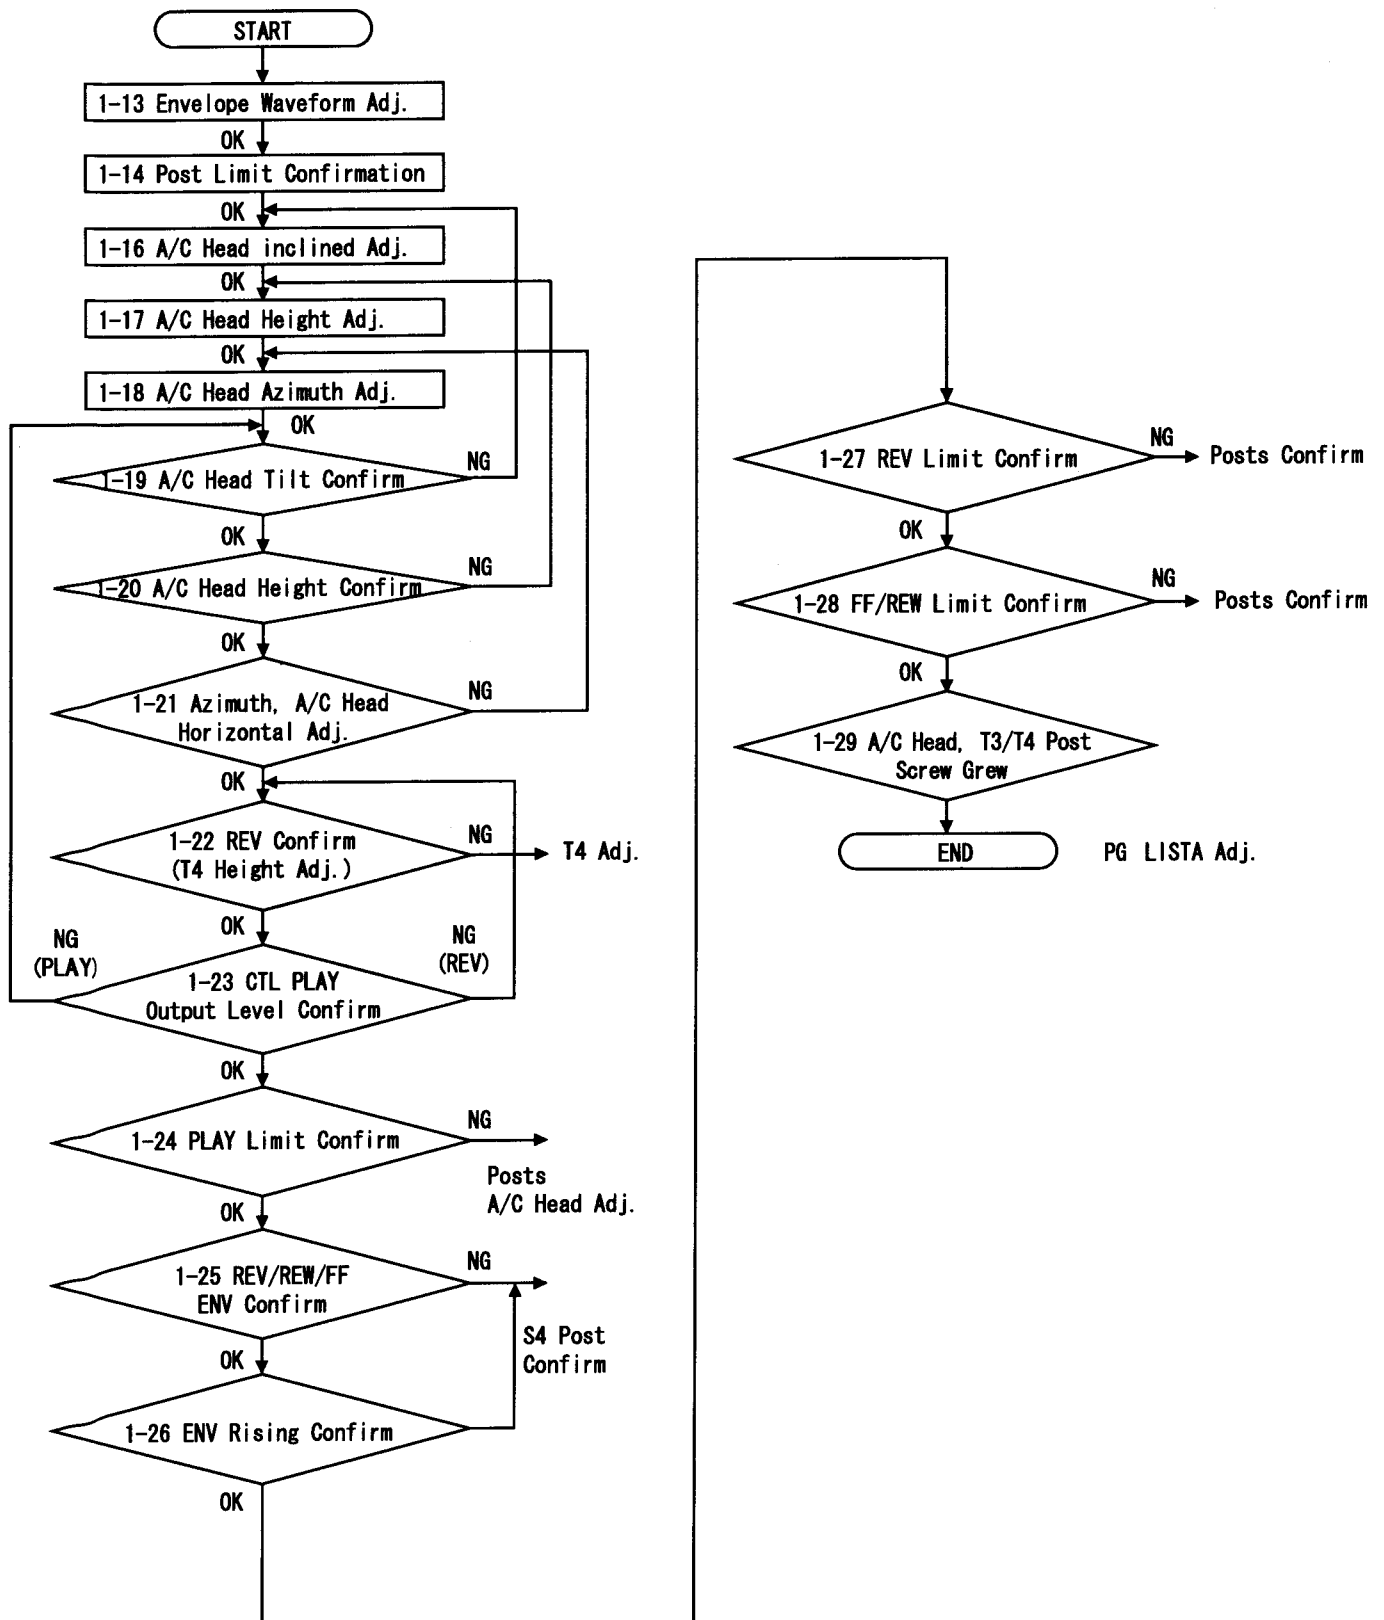 START
1-13 Envelope Waveform Adj.
OK
1-14 Post Limit Confirmation
OK
1-16 A/C Head inclined Adj.
OK
1-17 A/C Head Height Adj.
OK
1-18 A/C Head Azimuth Adj.
OK
NG
1-19 A/C Head Tilt Confirm
OK
NG
1-20 A/C Head Height Confirm
OK
NG
1-21 Azimuth, A/C Head
Horizontal Adj.
OK
1-22 REV Confirm
(T4 Height Adj.)
NG
T4 Adj.
OK
NG
(PLAY)
NG
(REV)
1-23 CTL PLAY
Output Level Confirm
OK
NG
1-24 PLAY Limit Confirm
Posts
A/C Head Adj.
OK
NG
1-25 REV/REW/FF
ENV Confirm
S4 Post
Confirm
OK
1-26 ENV Rising Confirm
OK
NG
1-27 REV Limit Confirm
Posts Confirm
OK
NG
1-28 FF/REW Limit Confirm
Posts Confirm
OK
1-29 A/C Head, T3/T4 Post
Screw Grew
END
PG LISTA Adj.